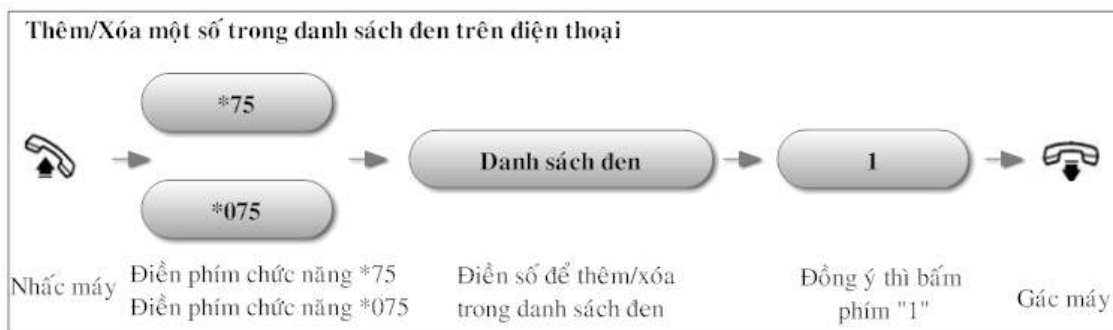 Thêm/Xóa một số trong danh sách đen trên điện thoại
*75
Danh sách đen
1
*075
Nhấc máy
Điền phím chức năng *75
Điền phím chức năng *075
Điền số để thêm/xóa
trong danh sách đen
Đồng ý thì bấm
phím "1"
Gác máy